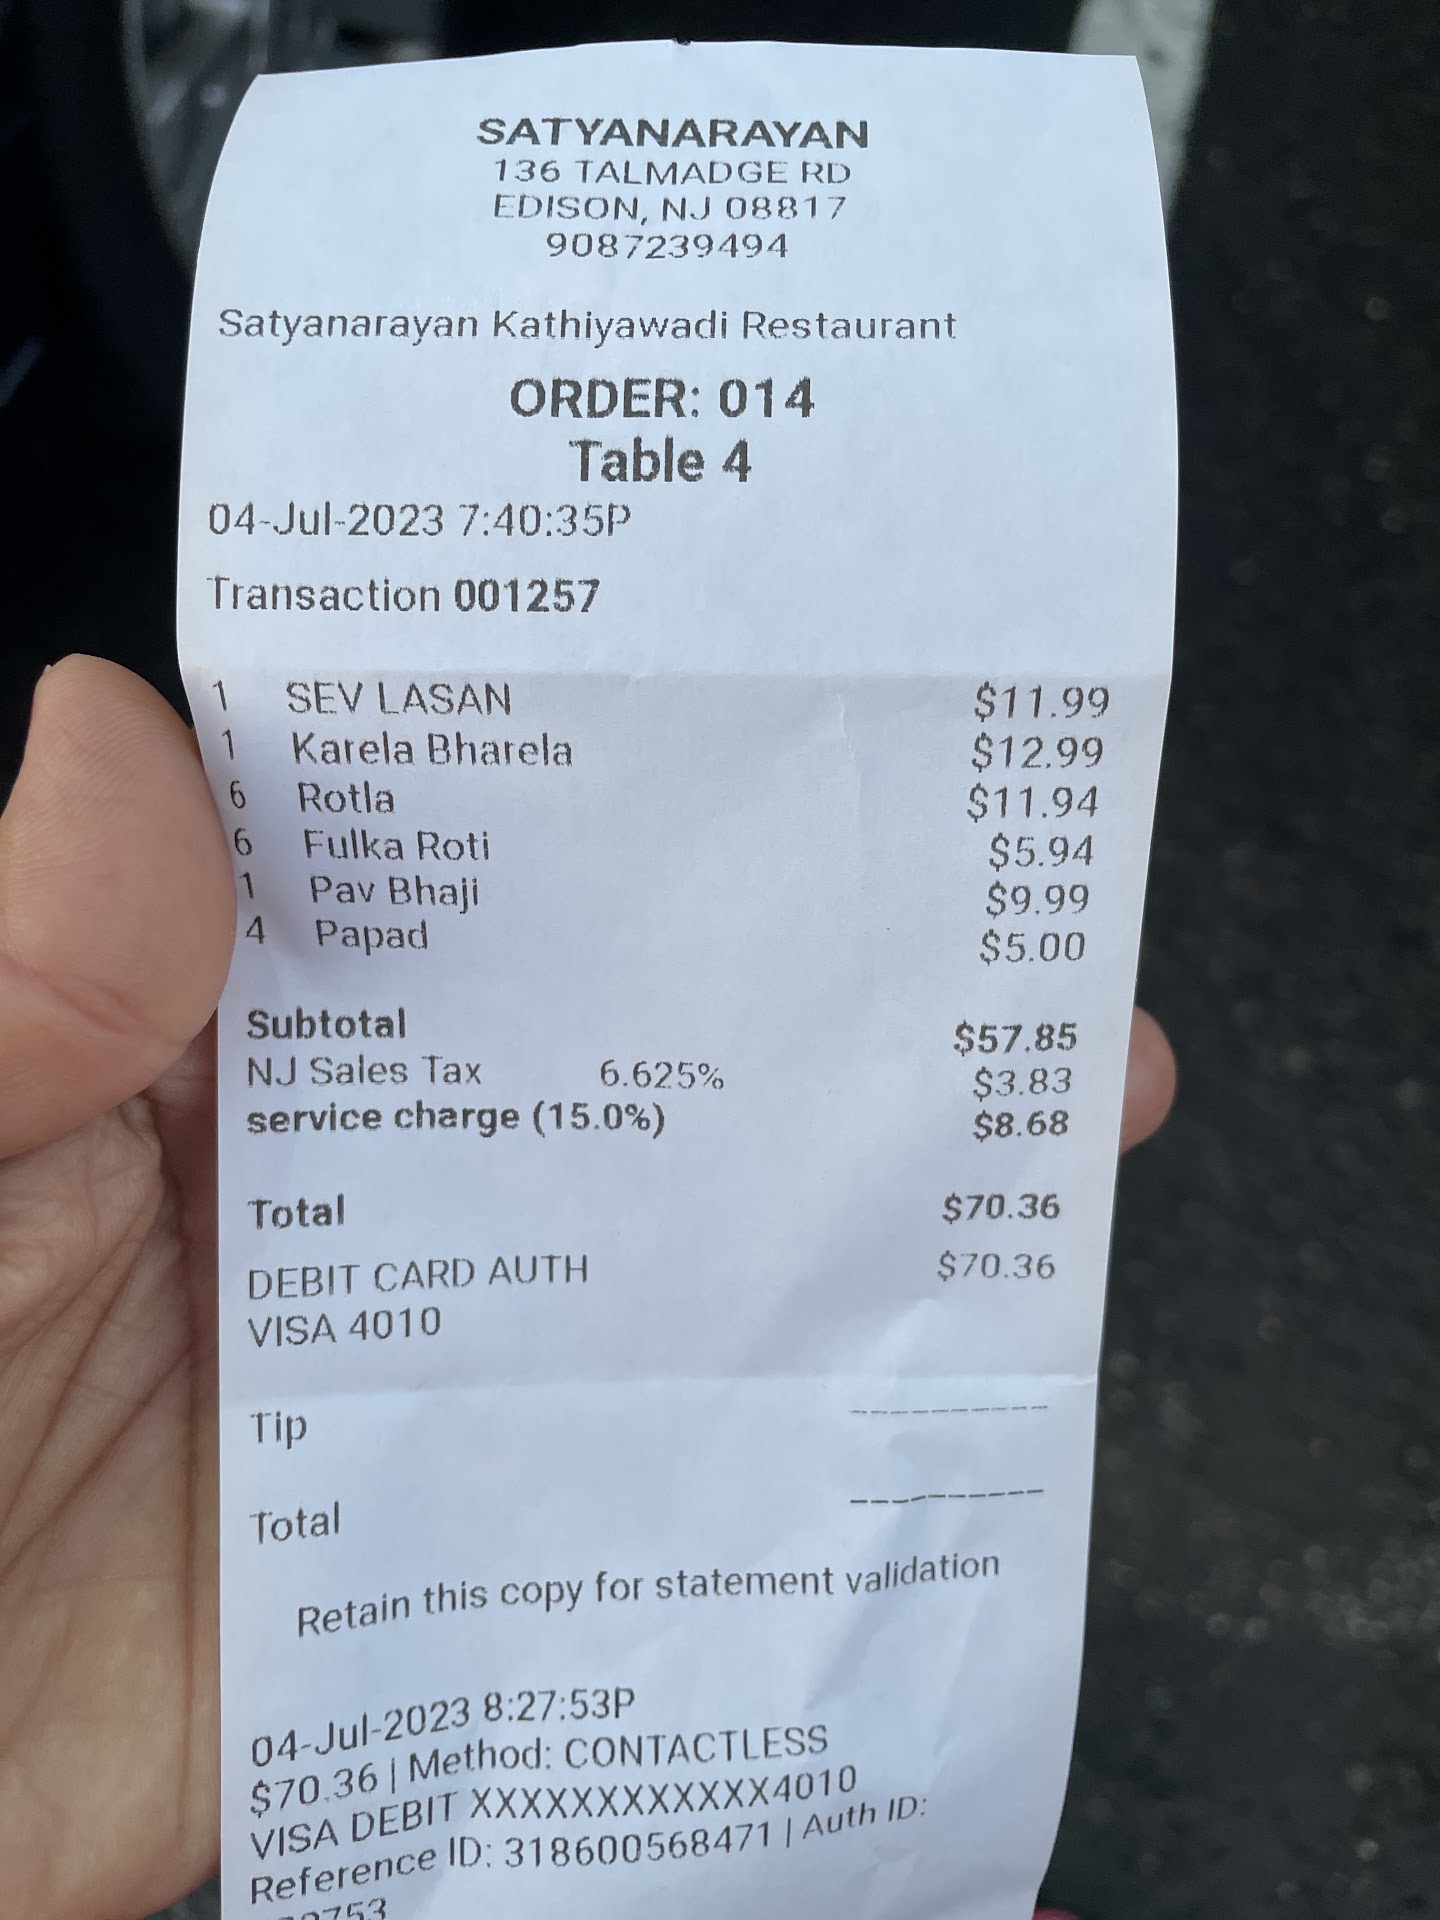 SATYANARAYAN
136 TALMADGE RD
EDISON, NJ 08817
9087239494
Satyanarayan Kathiyawadi Restaurant
ORDER: 014
Table 4
04-Jul-2023 7:40:35P
Transaction 001257
1 SEV LASAN $11.99
1 Karela Bharela $12.99
6 Rotla $11.94
6 Fulka Roti $5.94
1 Pav Bhaji $9.99
4 Papad $5.00
Subtotal $57.85
NJ Sales Tax 6.625% $3.83
service charge (15.0%) $8.68
Total $70.36
DEBIT CARD AUTH $70.36
VISA 4010
Tip ----------
Total ----------
Retain this copy for statement validation
04-Jul-2023 8:27:53P
$70.36 | Method: CONTACTLESS
VISA DEBIT XXXXXXXXXXXX4010
Reference ID: 318600568471 | Auth ID: